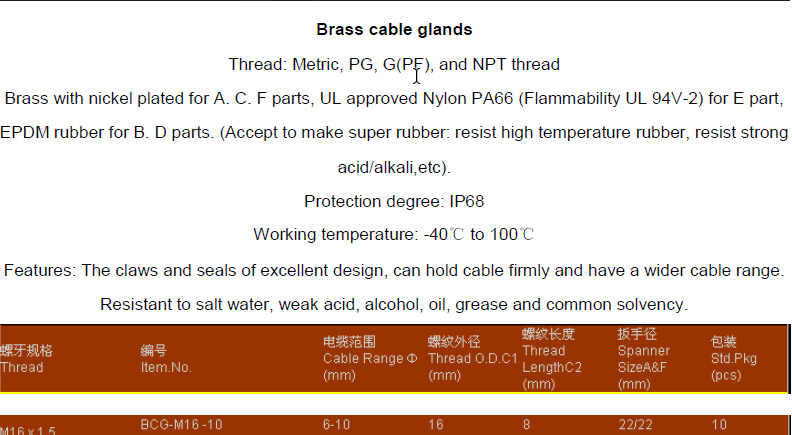 Brass cable glands
Thread: Metric, PG, G(PF), and NPT thread
Brass with nickel plated for A. C. F parts, UL approved Nylon PA66 (Flammability UL 94V-2) for E part,
EPDM rubber for B. D parts. (Accept to make super rubber: resist high temperature rubber, resist strong
acid/alkali,etc).
Protection degree: IP68
Working temperature: -40℃ to 100℃
Features: The claws and seals of excellent design, can hold cable firmly and have a wider cable range.
Resistant to salt water, weak acid, alcohol, oil, grease and common solvency.
螺牙规格
Thread
编号
Item.No.
电缆范围
Cable Range Φ
(mm)
螺纹外径
Thread O.D.C1
(mm)
螺纹长度
Thread
LengthC2
(mm)
扳手径
Spanner
SizeA&F
(mm)
包装
Std.Pkg
(pcs)
M16 x 1.5 BCG-M16 -10 6-10 16 8 22/22 10